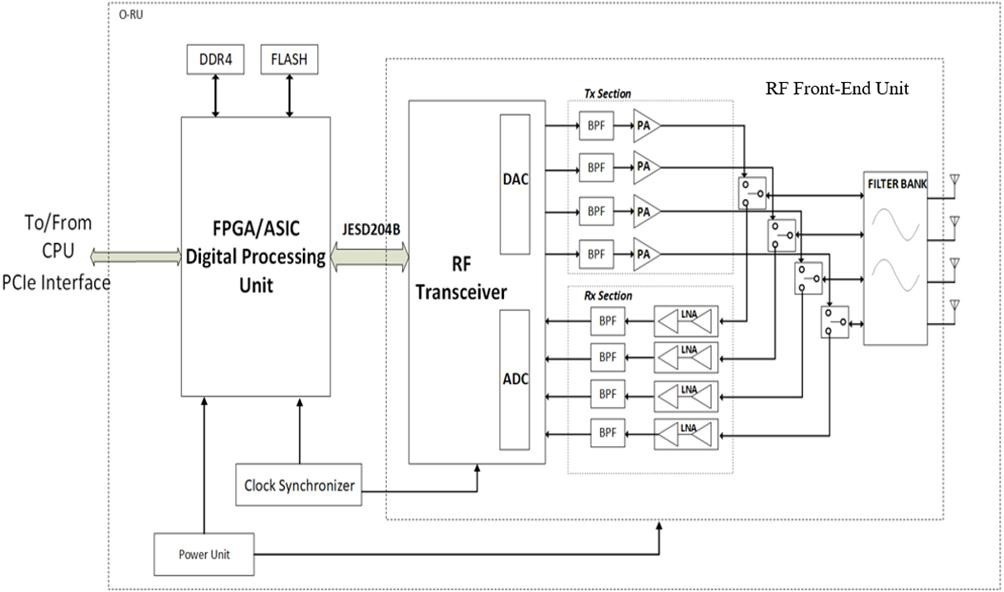 O-RU
DDR4
FLASH
RF Front-End Unit
Tx Section
DAC
BPF
PA
BPF
PA
BPF
PA
BPF
PA
FILTER BANK
To/From
CPU
PCIe Interface
FPGA/ASIC
Digital Processing
Unit
JESD204B
RF
Transceiver
Rx Section
ADC
BPF
LNA
BPF
LNA
BPF
LNA
BPF
LNA
Clock Synchronizer
Power Unit